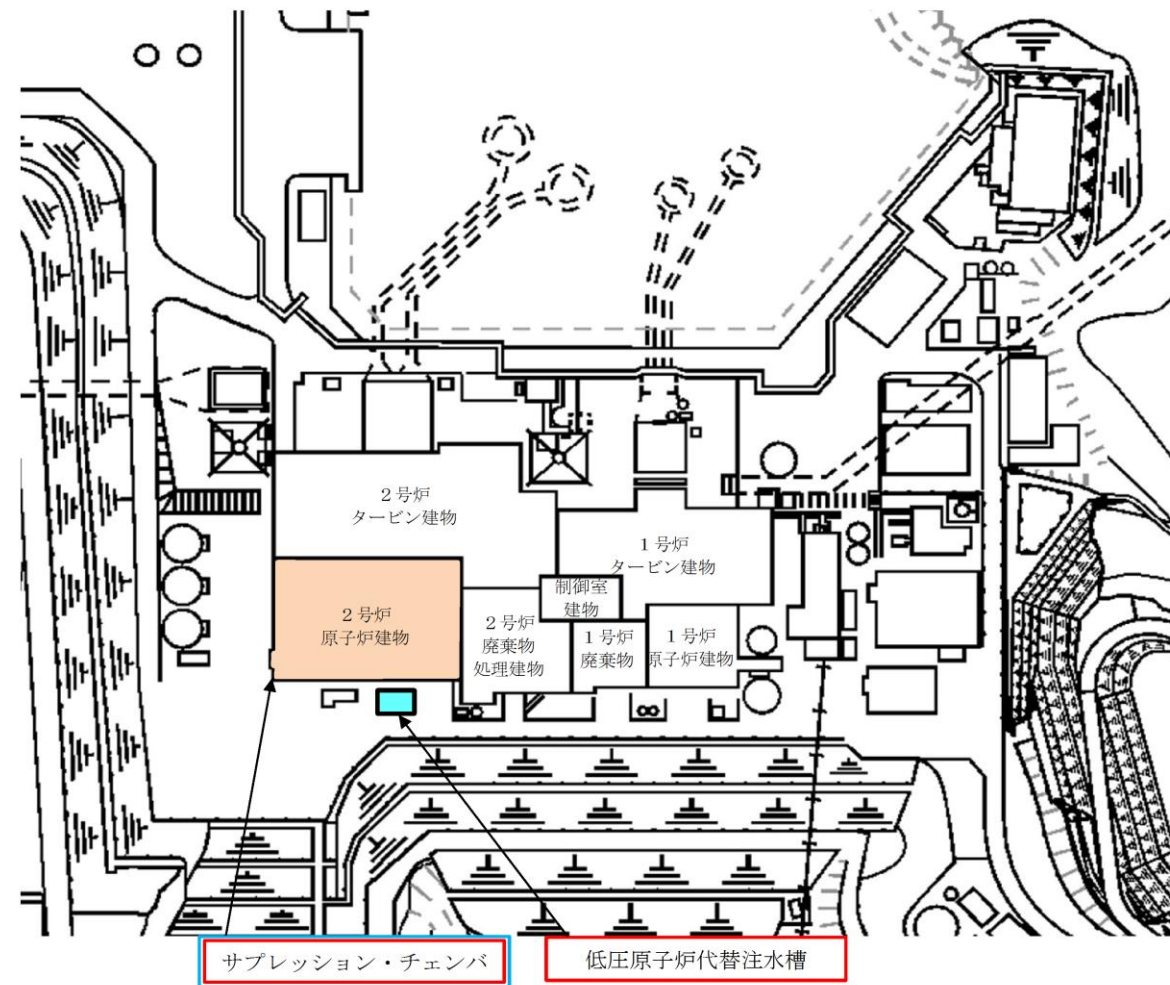 ２号炉
タービン建物
１号炉
タービン建物
制御室
建物
２号炉
原子炉建物
２号炉
廃棄物
処理建物
１号炉
廃棄物
１号炉
原子炉建物
サプレッション・チェンバ
低圧原子炉代替注水槽